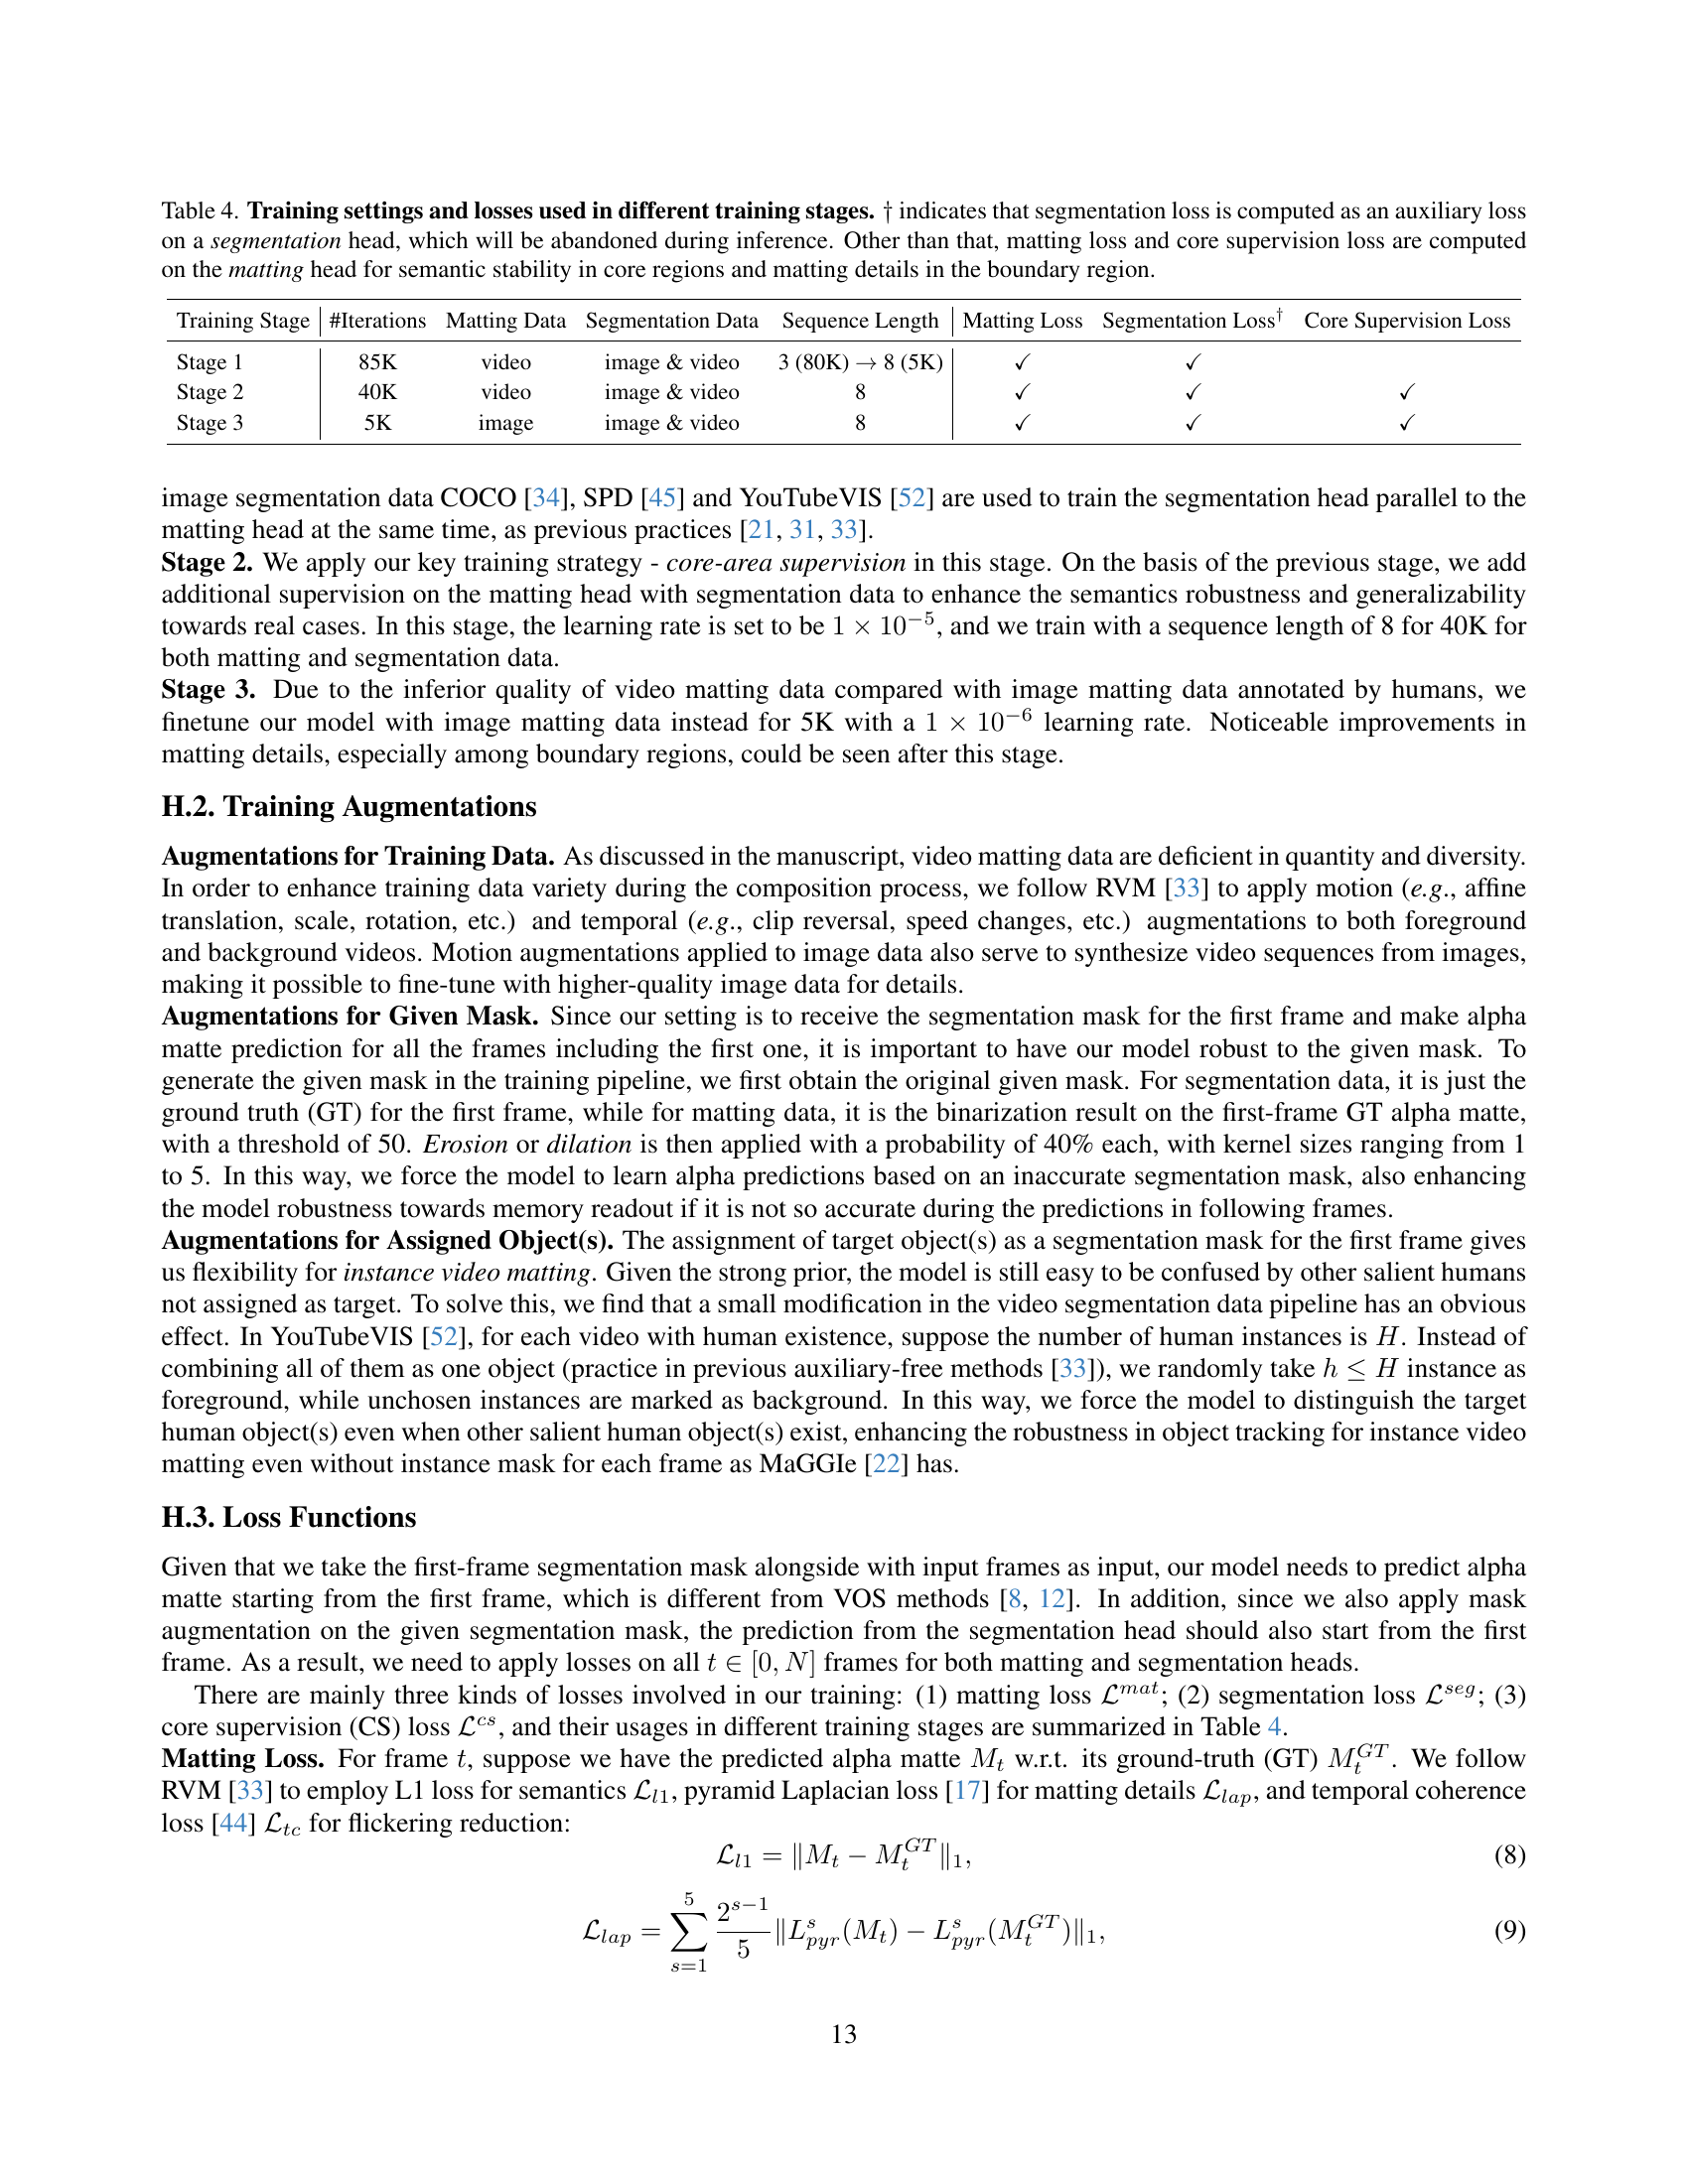 Table 4. Training settings and losses used in different training stages. † indicates that segmentation loss is computed as an auxiliary loss
on a segmentation head, which will be abandoned during inference. Other than that, matting loss and core supervision loss are computed
on the matting head for semantic stability in core regions and matting details in the boundary region.
Training Stage #Iterations Matting Data Segmentation Data Sequence Length Matting Loss Segmentation Loss† Core Supervision Loss
Stage 1 85K video image & video 3 (80K) → 8 (5K) ✓ ✓
Stage 2 40K video image & video 8 ✓ ✓ ✓
Stage 3 5K image image & video 8 ✓ ✓ ✓
image segmentation data COCO [34], SPD [45] and YouTubeVIS [52] are used to train the segmentation head parallel to the
matting head at the same time, as previous practices [21, 31, 33].
Stage 2. We apply our key training strategy - core-area supervision in this stage. On the basis of the previous stage, we add
additional supervision on the matting head with segmentation data to enhance the semantics robustness and generalizability
towards real cases. In this stage, the learning rate is set to be 1 × 10⁻⁵, and we train with a sequence length of 8 for 40K for
both matting and segmentation data.
Stage 3. Due to the inferior quality of video matting data compared with image matting data annotated by humans, we
finetune our model with image matting data instead for 5K with a 1 × 10⁻⁶ learning rate. Noticeable improvements in
matting details, especially among boundary regions, could be seen after this stage.
H.2. Training Augmentations
Augmentations for Training Data. As discussed in the manuscript, video matting data are deficient in quantity and diversity.
In order to enhance training data variety during the composition process, we follow RVM [33] to apply motion (e.g., affine
translation, scale, rotation, etc.) and temporal (e.g., clip reversal, speed changes, etc.) augmentations to both foreground
and background videos. Motion augmentations applied to image data also serve to synthesize video sequences from images,
making it possible to fine-tune with higher-quality image data for details.
Augmentations for Given Mask. Since our setting is to receive the segmentation mask for the first frame and make alpha
matte prediction for all the frames including the first one, it is important to have our model robust to the given mask. To
generate the given mask in the training pipeline, we first obtain the original given mask. For segmentation data, it is just the
ground truth (GT) for the first frame, while for matting data, it is the binarization result on the first-frame GT alpha matte,
with a threshold of 50. Erosion or dilation is then applied with a probability of 40% each, with kernel sizes ranging from 1
to 5. In this way, we force the model to learn alpha predictions based on an inaccurate segmentation mask, also enhancing
the model robustness towards memory readout if it is not so accurate during the predictions in following frames.
Augmentations for Assigned Object(s). The assignment of target object(s) as a segmentation mask for the first frame gives
us flexibility for instance video matting. Given the strong prior, the model is still easy to be confused by other salient humans
not assigned as target. To solve this, we find that a small modification in the video segmentation data pipeline has an obvious
effect. In YouTubeVIS [52], for each video with human existence, suppose the number of human instances is H. Instead of
combining all of them as one object (practice in previous auxiliary-free methods [33]), we randomly take h ≤ H instance as
foreground, while unchosen instances are marked as background. In this way, we force the model to distinguish the target
human object(s) even when other salient human object(s) exist, enhancing the robustness in object tracking for instance video
matting even without instance mask for each frame as MaGGIe [22] has.
H.3. Loss Functions
Given that we take the first-frame segmentation mask alongside with input frames as input, our model needs to predict alpha
matte starting from the first frame, which is different from VOS methods [8, 12]. In addition, since we also apply mask
augmentation on the given segmentation mask, the prediction from the segmentation head should also start from the first
frame. As a result, we need to apply losses on all t ∈ [0, N] frames for both matting and segmentation heads.
There are mainly three kinds of losses involved in our training: (1) matting loss ℒ^{mat}; (2) segmentation loss ℒ^{seg}; (3)
core supervision (CS) loss ℒ^{cs}, and their usages in different training stages are summarized in Table 4.
Matting Loss. For frame t, suppose we have the predicted alpha matte M_t w.r.t. its ground-truth (GT) M_t^{GT}. We follow
RVM [33] to employ L1 loss for semantics ℒ_{l1}, pyramid Laplacian loss [17] for matting details ℒ_{lap}, and temporal coherence
loss [44] ℒ_{tc} for flickering reduction:
ℒ_{l1} = ‖M_t − M_t^{GT}‖_1, (8)
ℒ_{lap} = \sum_{s=1}^{5} \frac{2^{s−1}}{5} ‖L_{pyr}^s(M_t) − L_{pyr}^s(M_t^{GT})‖_1, (9)
13